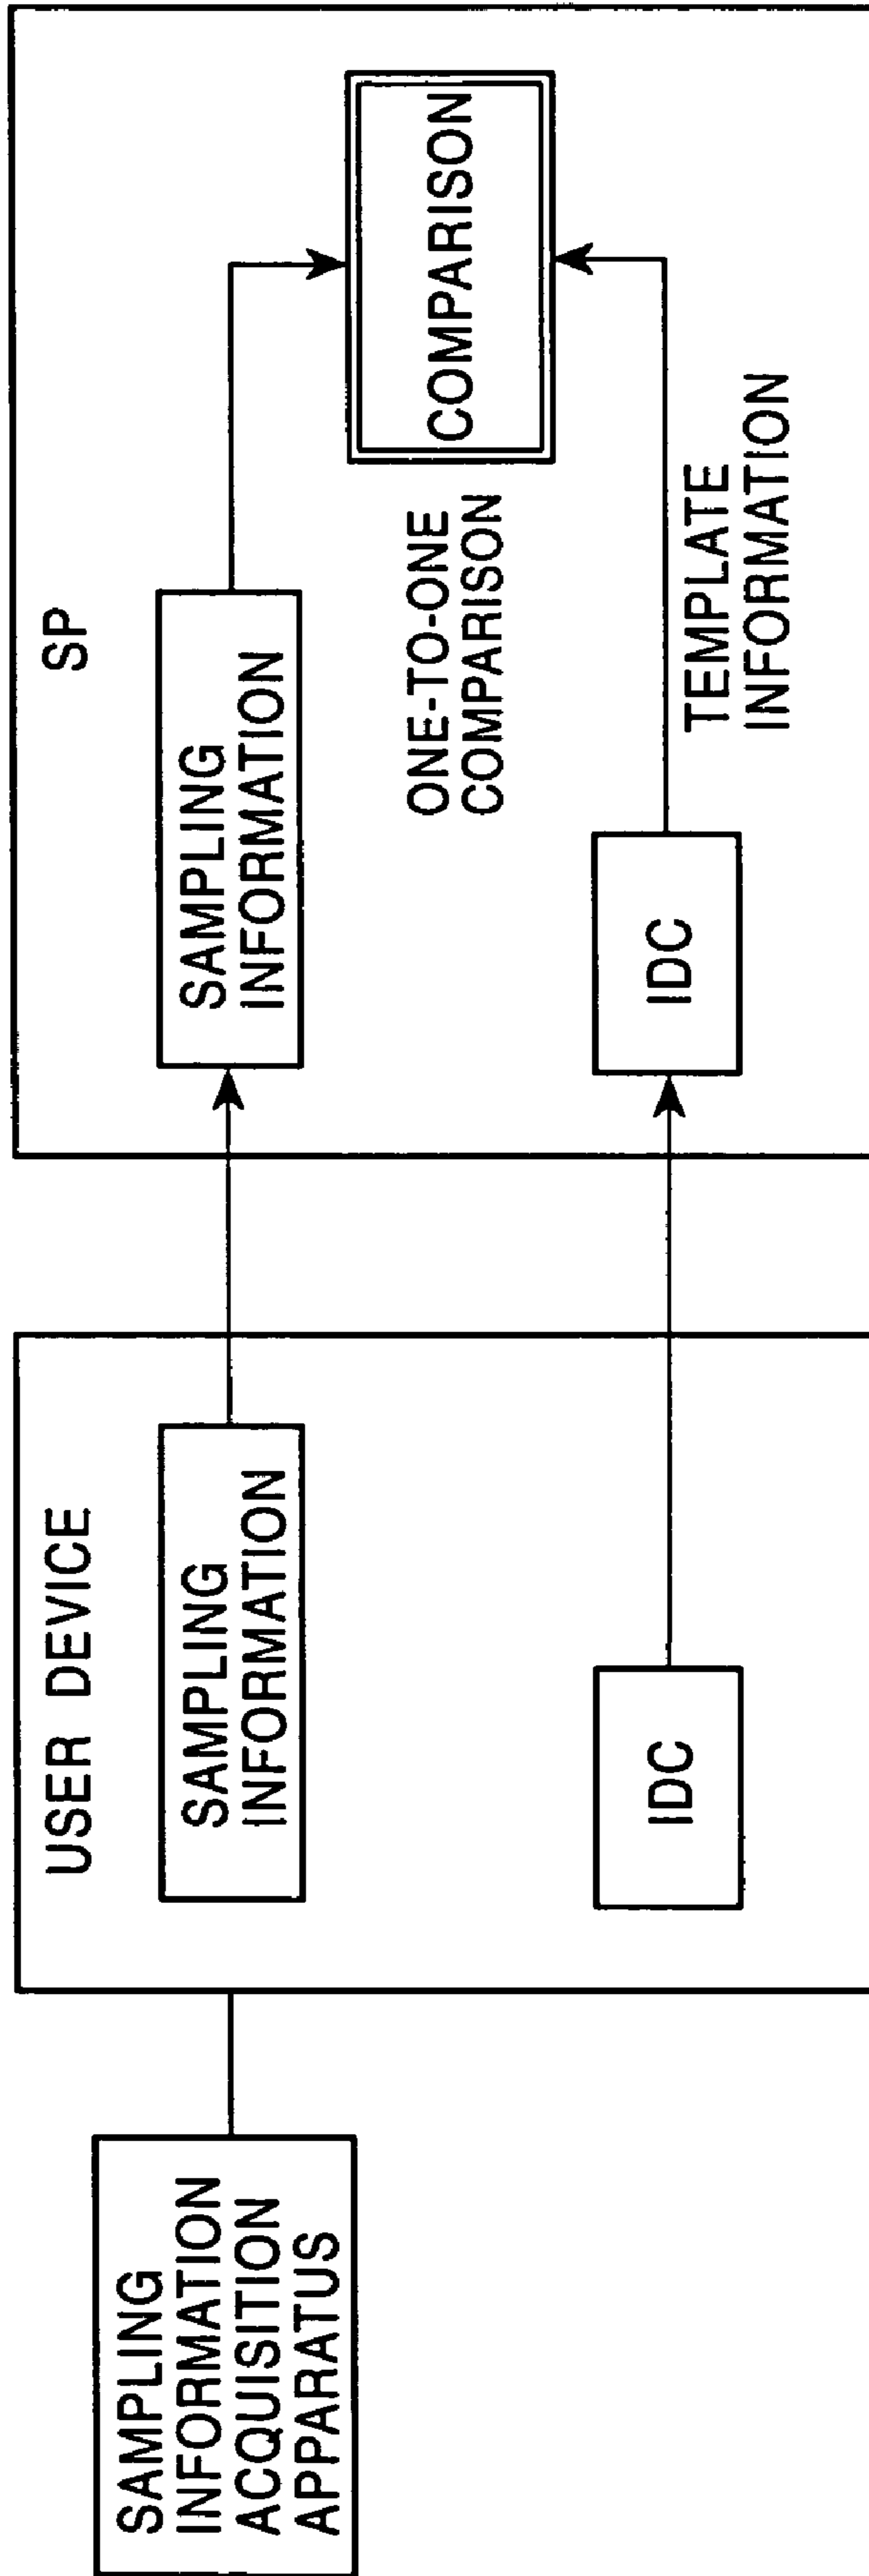 SAMPLING
INFORMATION
ACQUISITION
APPARATUS
USER DEVICE
SAMPLING
INFORMATION
IDC
SP
SAMPLING
INFORMATION
ONE-TO-ONE
COMPARISON
COMPARISON
IDC
TEMPLATE
INFORMATION